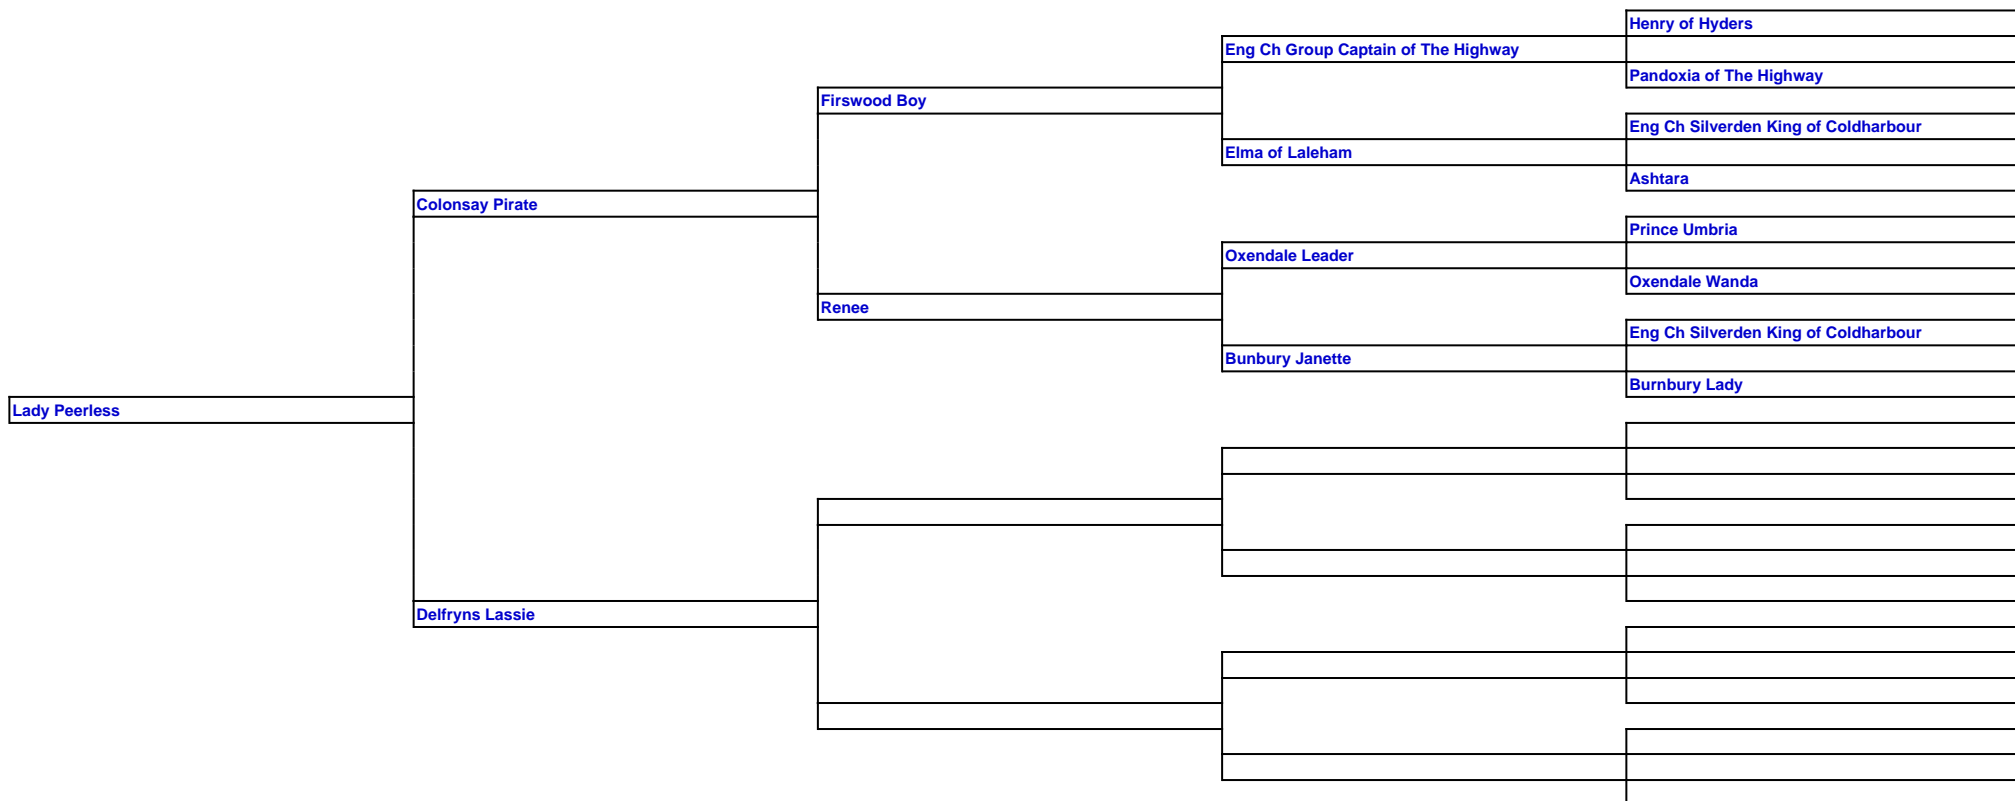 Henry of Hyders
Eng Ch Group Captain of The Highway
Pandoxia of The Highway
Firswood Boy
Eng Ch Silverden King of Coldharbour
Elma of Laleham
Ashtara
Colonsay Pirate
Prince Umbria
Oxendale Leader
Oxendale Wanda
Renee
Eng Ch Silverden King of Coldharbour
Bunbury Janette
Burnbury Lady
Lady Peerless
Delfryns Lassie